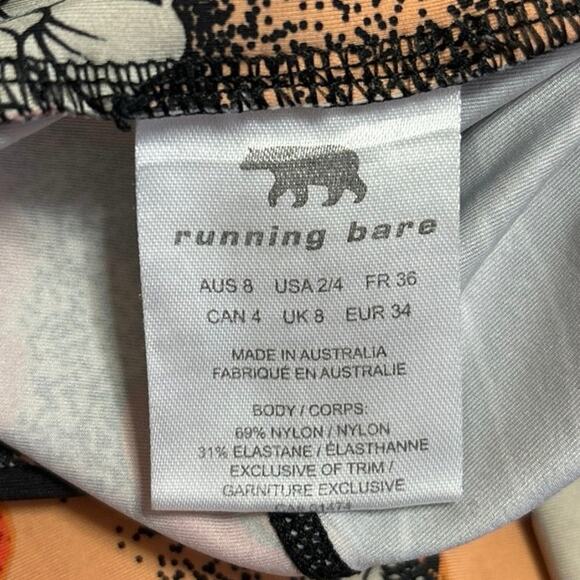 running bare
AUS 8 USA 2/4 FR 36
CAN 4 UK 8 EUR 34
MADE IN AUSTRALIA
FABRIQUÉ EN AUSTRALIE
BODY / CORPS:
69% NYLON / NYLON
31% ELASTANE / ÉLASTHANNE
EXCLUSIVE OF TRIM /
GARNITURE EXCLUSIVE